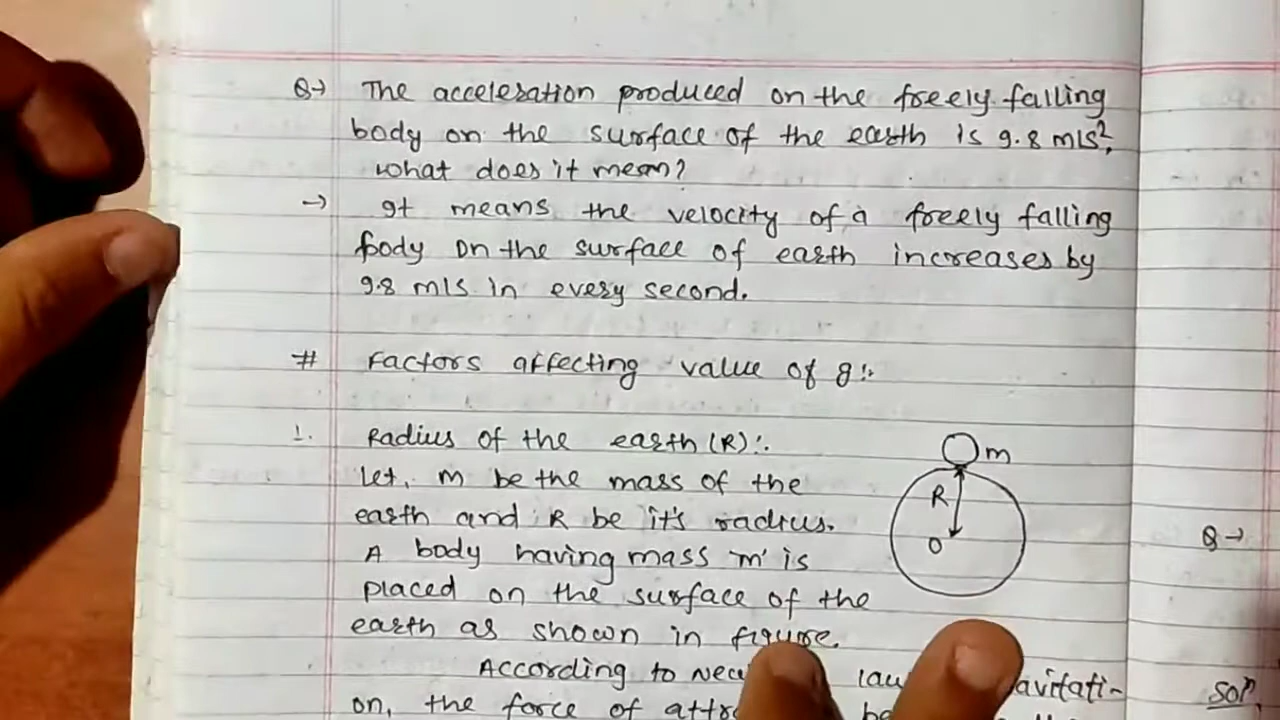 Q→ The acceleration produced on the freely falling
body on the surface of the earth is 9.8 m/s².
what does it mean?
→ It means the velocity of a freely falling
body on the surface of earth increases by
9.8 m/s in every second.
# Factors affecting value of g:-
1. Radius of the earth (R):-
Let, m be the mass of the
earth and R be it's radius.
A body having mass 'm' is
placed on the surface of the
earth as shown in figure.
According to
on, the force of
m
R
O
Q→
Solⁿ.